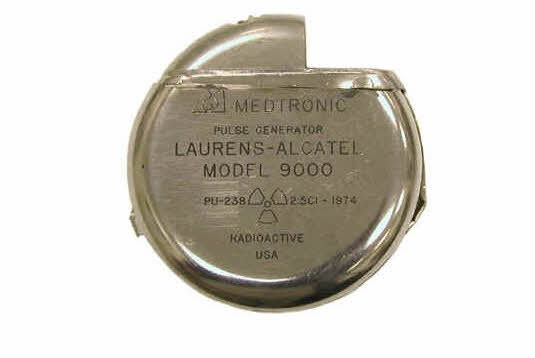 MEDTRONIC
PULSE GENERATOR
LAURENS-ALCATEL
MODEL 9000
PU-238 2.5CI - 1974
RADIOACTIVE
USA